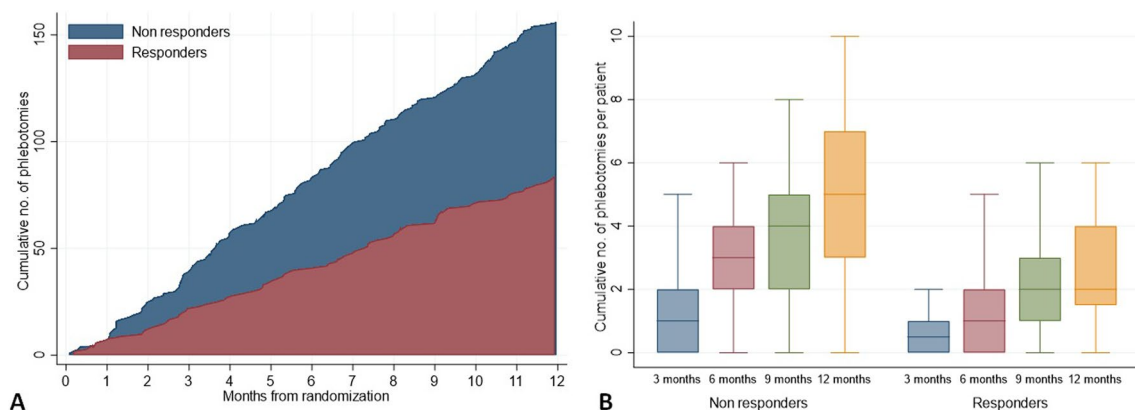 Non responders
Responders
Cumulative no. of phlebotomies
150
100
50
0
0 1 2 3 4 5 6 7 8 9 10 11 12
Months from randomization
A
Cumulative no. of phlebotomies per patient
10
8
6
4
2
0
3 months 6 months 9 months 12 months 3 months 6 months 9 months 12 months
Non responders Responders
B